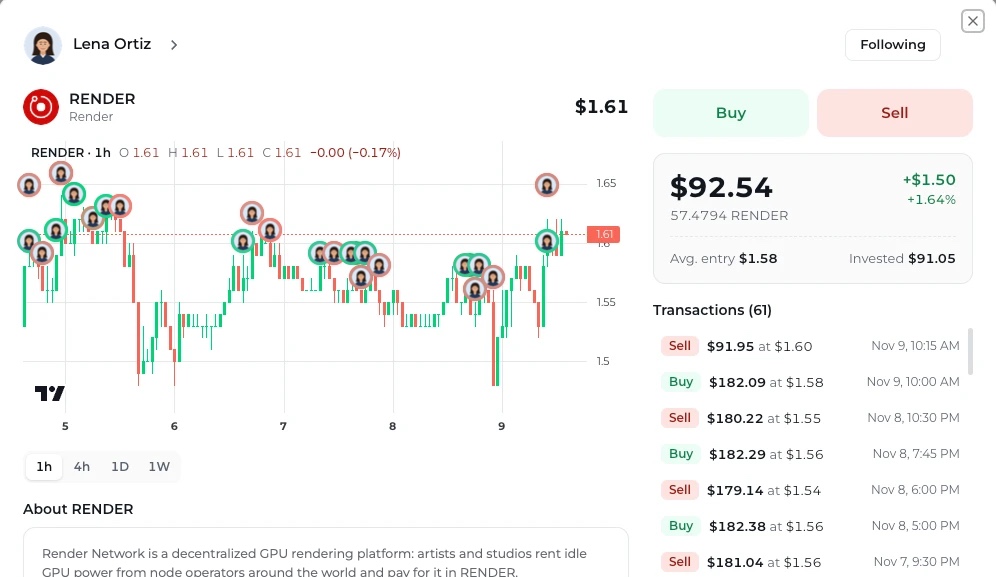 Lena Ortiz
Following
RENDER
Render
$1.61
Buy
Sell
RENDER · 1h O 1.61 H 1.61 L 1.61 C 1.61 −0.00 (−0.17%)
1.65
1.61
1.6
1.55
1.5
5 6 7 8 9
1h 4h 1D 1W
About RENDER
Render Network is a decentralized GPU rendering platform: artists and studios rent idle
GPU power from node operators around the world and pay for it in RENDER.
$92.54
+$1.50
57.4794 RENDER
+1.64%
Avg. entry $1.58
Invested $91.05
Transactions (61)
Sell $91.95 at $1.60 Nov 9, 10:15 AM
Buy $182.09 at $1.58 Nov 9, 10:00 AM
Sell $180.22 at $1.55 Nov 8, 10:30 PM
Buy $182.29 at $1.56 Nov 8, 7:45 PM
Sell $179.14 at $1.54 Nov 8, 6:00 PM
Buy $182.38 at $1.56 Nov 8, 5:00 PM
Sell $181.04 at $1.56 Nov 7, 9:30 PM